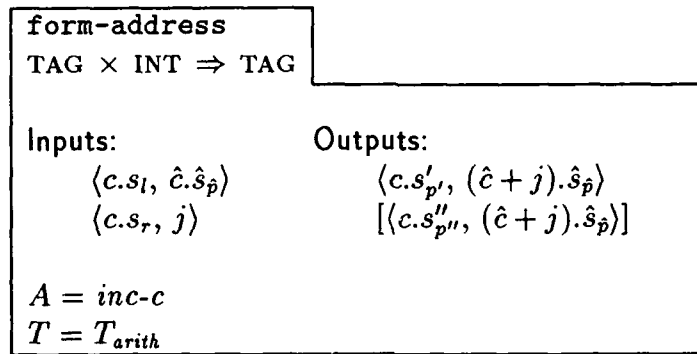 form-address
TAG × INT ⇒ TAG
Inputs: Outputs:
⟨c.s_l, ĉ.ŝ_p̂⟩ ⟨c.s′_p′, (ĉ + j).ŝ_p̂⟩
⟨c.s_r, j⟩ [⟨c.s″_p″, (ĉ + j).ŝ_p̂⟩]
A = inc-c
T = T_arith